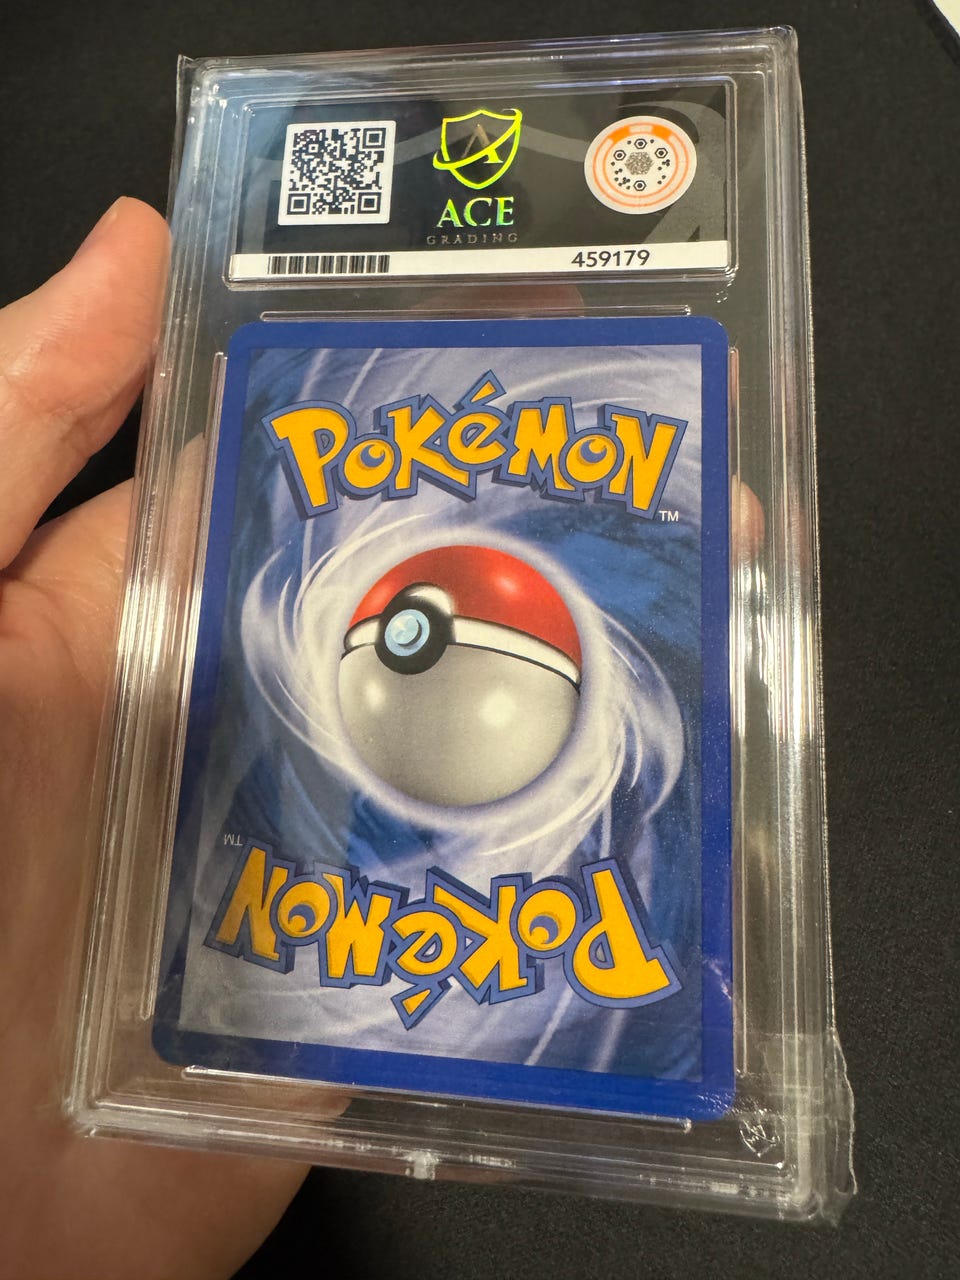 ACE
GRADING
459179
POKéMON
TM
TM
POKéMON